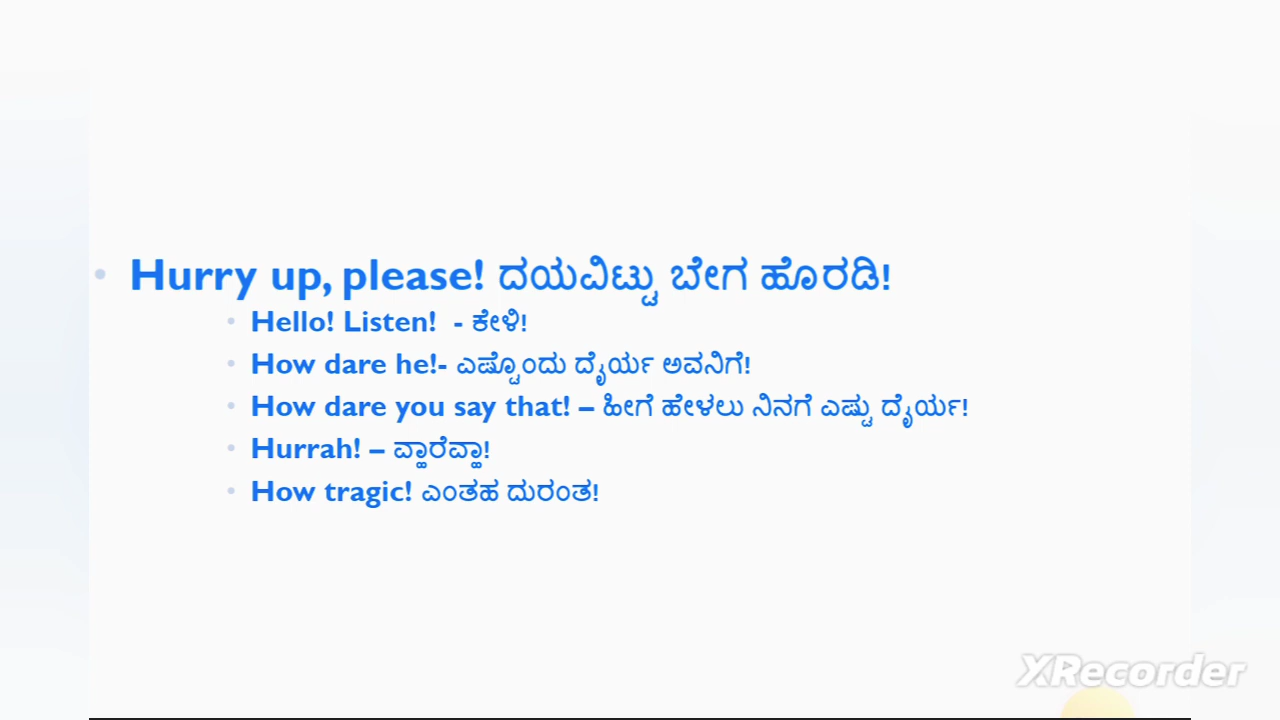 • Hurry up, please! ದಯವಿಟ್ಟು ಬೇಗ ಹೊರಡಿ!
• Hello! Listen! - ಕೇಳಿ!
• How dare he!- ಎಷ್ಟೊಂದು ದೈರ್ಯ ಅವನಿಗೆ!
• How dare you say that! – ಹೀಗೆ ಹೇಳಲು ನಿನಗೆ ಎಷ್ಟು ದೈರ್ಯ!
• Hurrah! – ವ್ಹಾರೆವ್ಹಾ!
• How tragic! ಎಂತಹ ದುರಂತ!
XRecorder